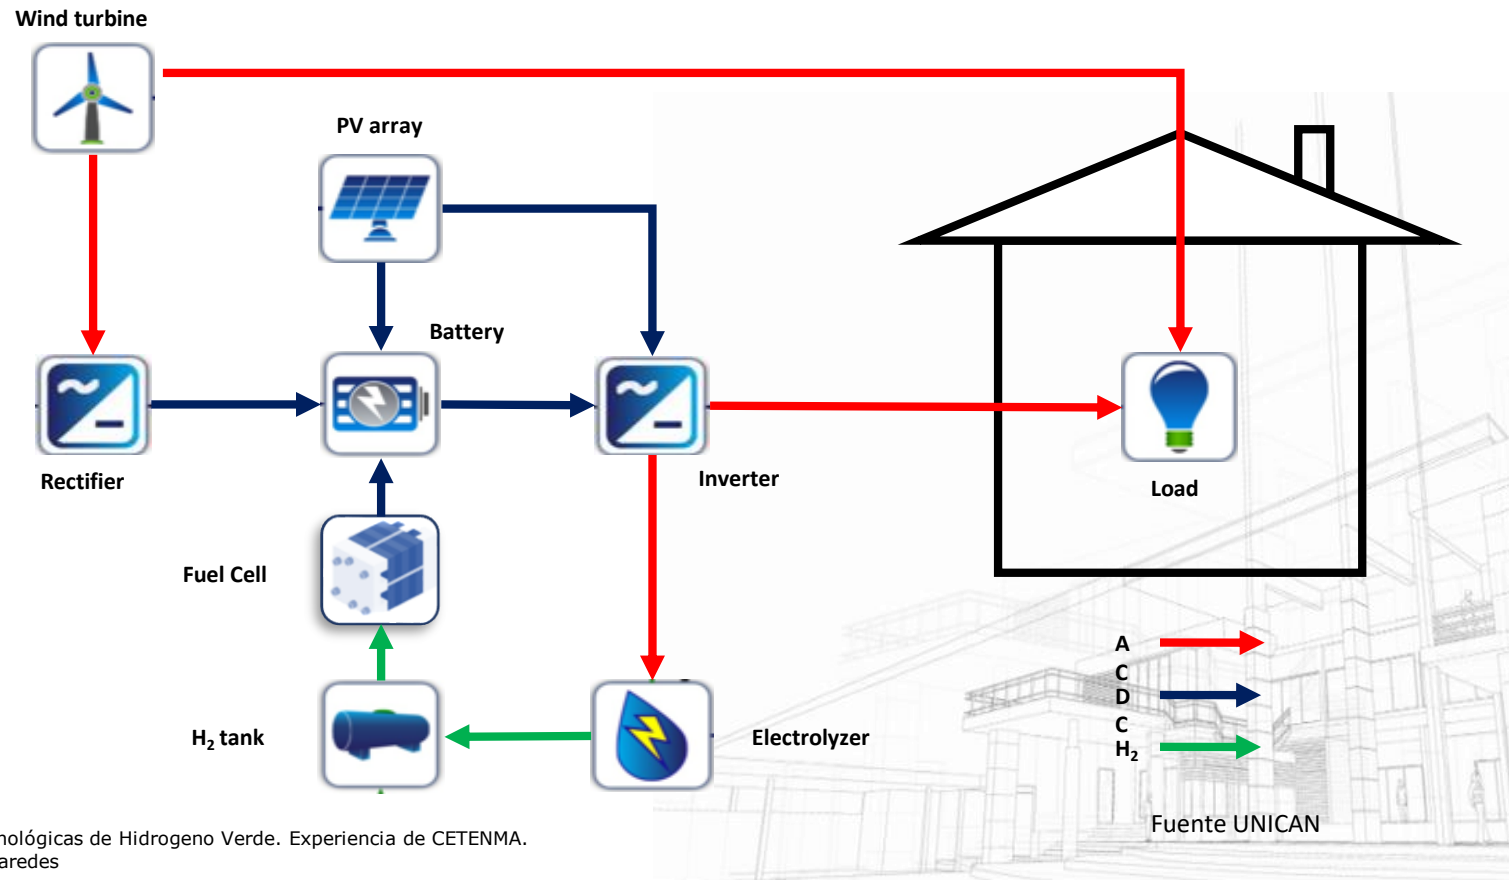 Wind turbine
PV array
Battery
Rectifier
Inverter
Load
Fuel Cell
H₂ tank
Electrolyzer
A
C
D
C
H₂
Fuente UNICAN
nológicas de Hidrogeno Verde. Experiencia de CETENMA.
aredes